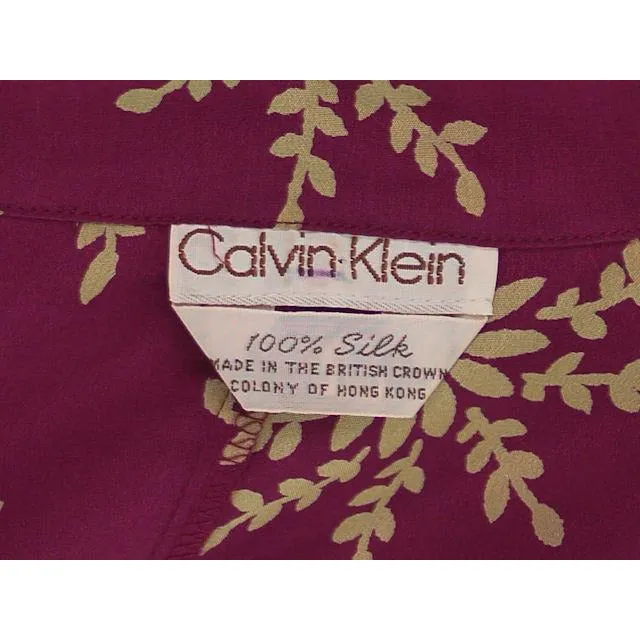 Calvin Klein
100% Silk
MADE IN THE BRITISH CROWN
COLONY OF HONG KONG